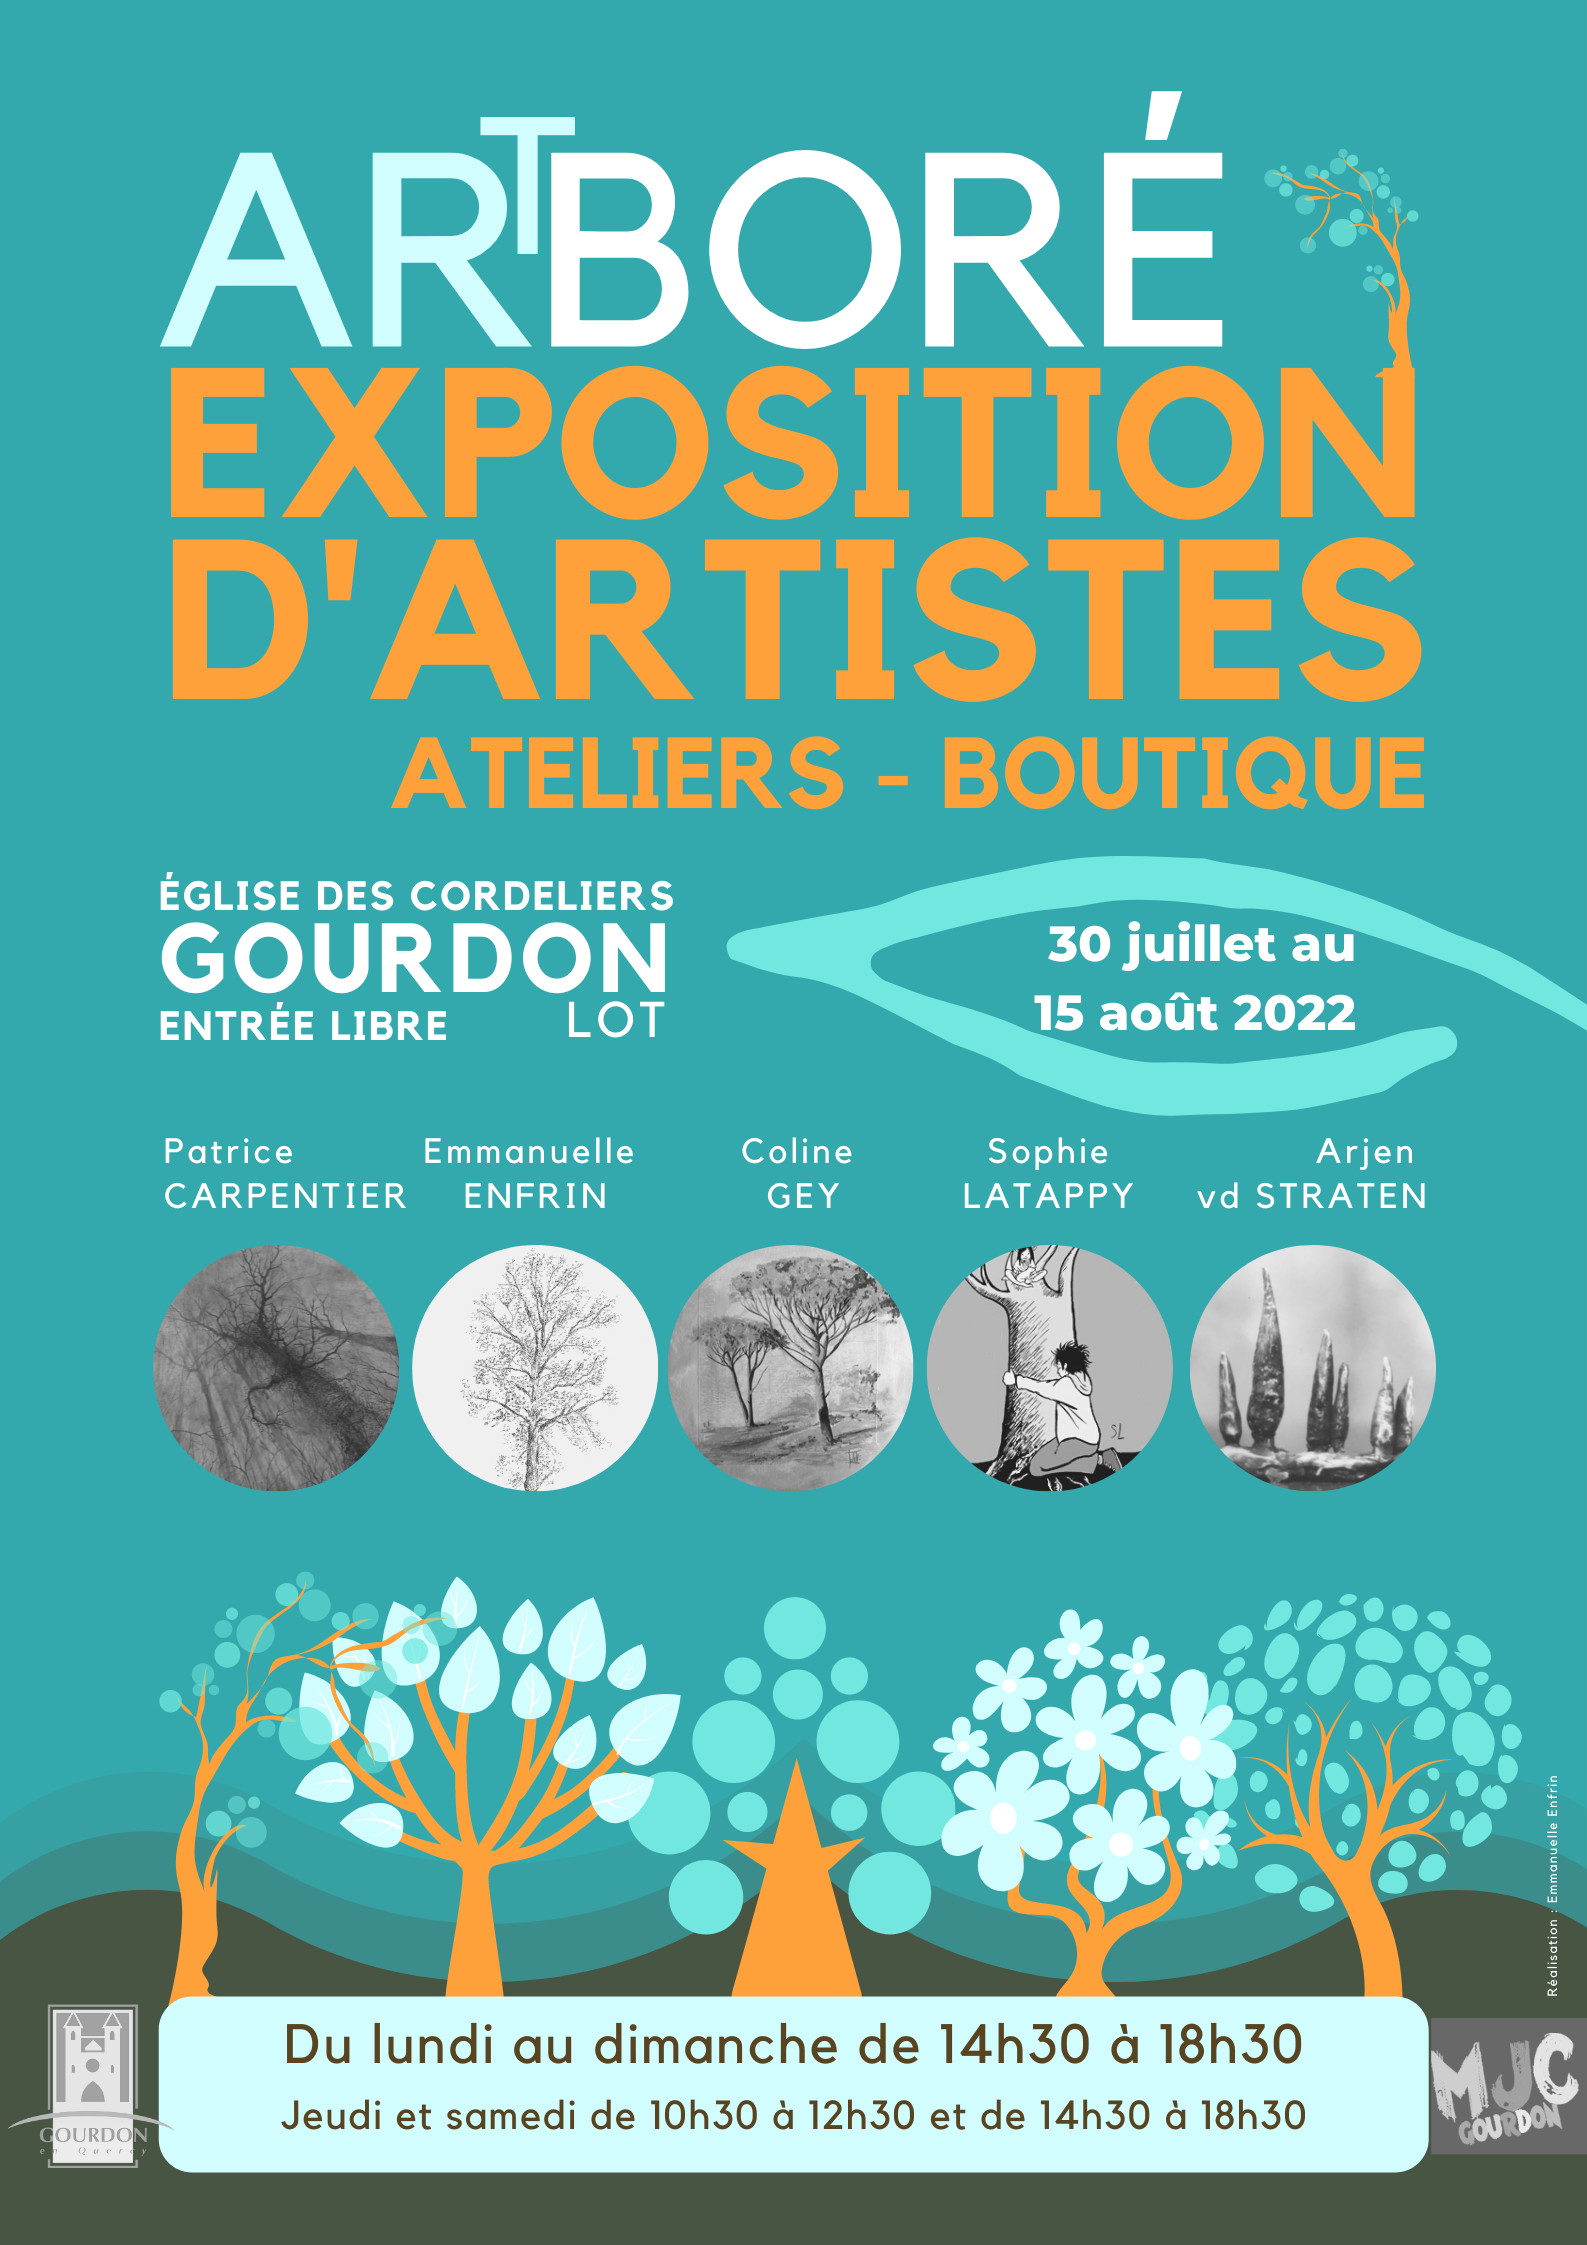 ARTBORÉ
EXPOSITION
D'ARTISTES
ATELIERS - BOUTIQUE
ÉGLISE DES CORDELIERS
GOURDON
ENTRÉE LIBRE
LOT
30 juillet au
15 août 2022
Patrice
CARPENTIER
Emmanuelle
ENFRIN
Coline
GEY
Sophie
LATAPPY
Arjen
vd STRATEN
SL
Réalisation : Emmanuelle Enfrin
Du lundi au dimanche de 14h30 à 18h30
Jeudi et samedi de 10h30 à 12h30 et de 14h30 à 18h30
GOURDON
en Quercy
MJC
GOURDON